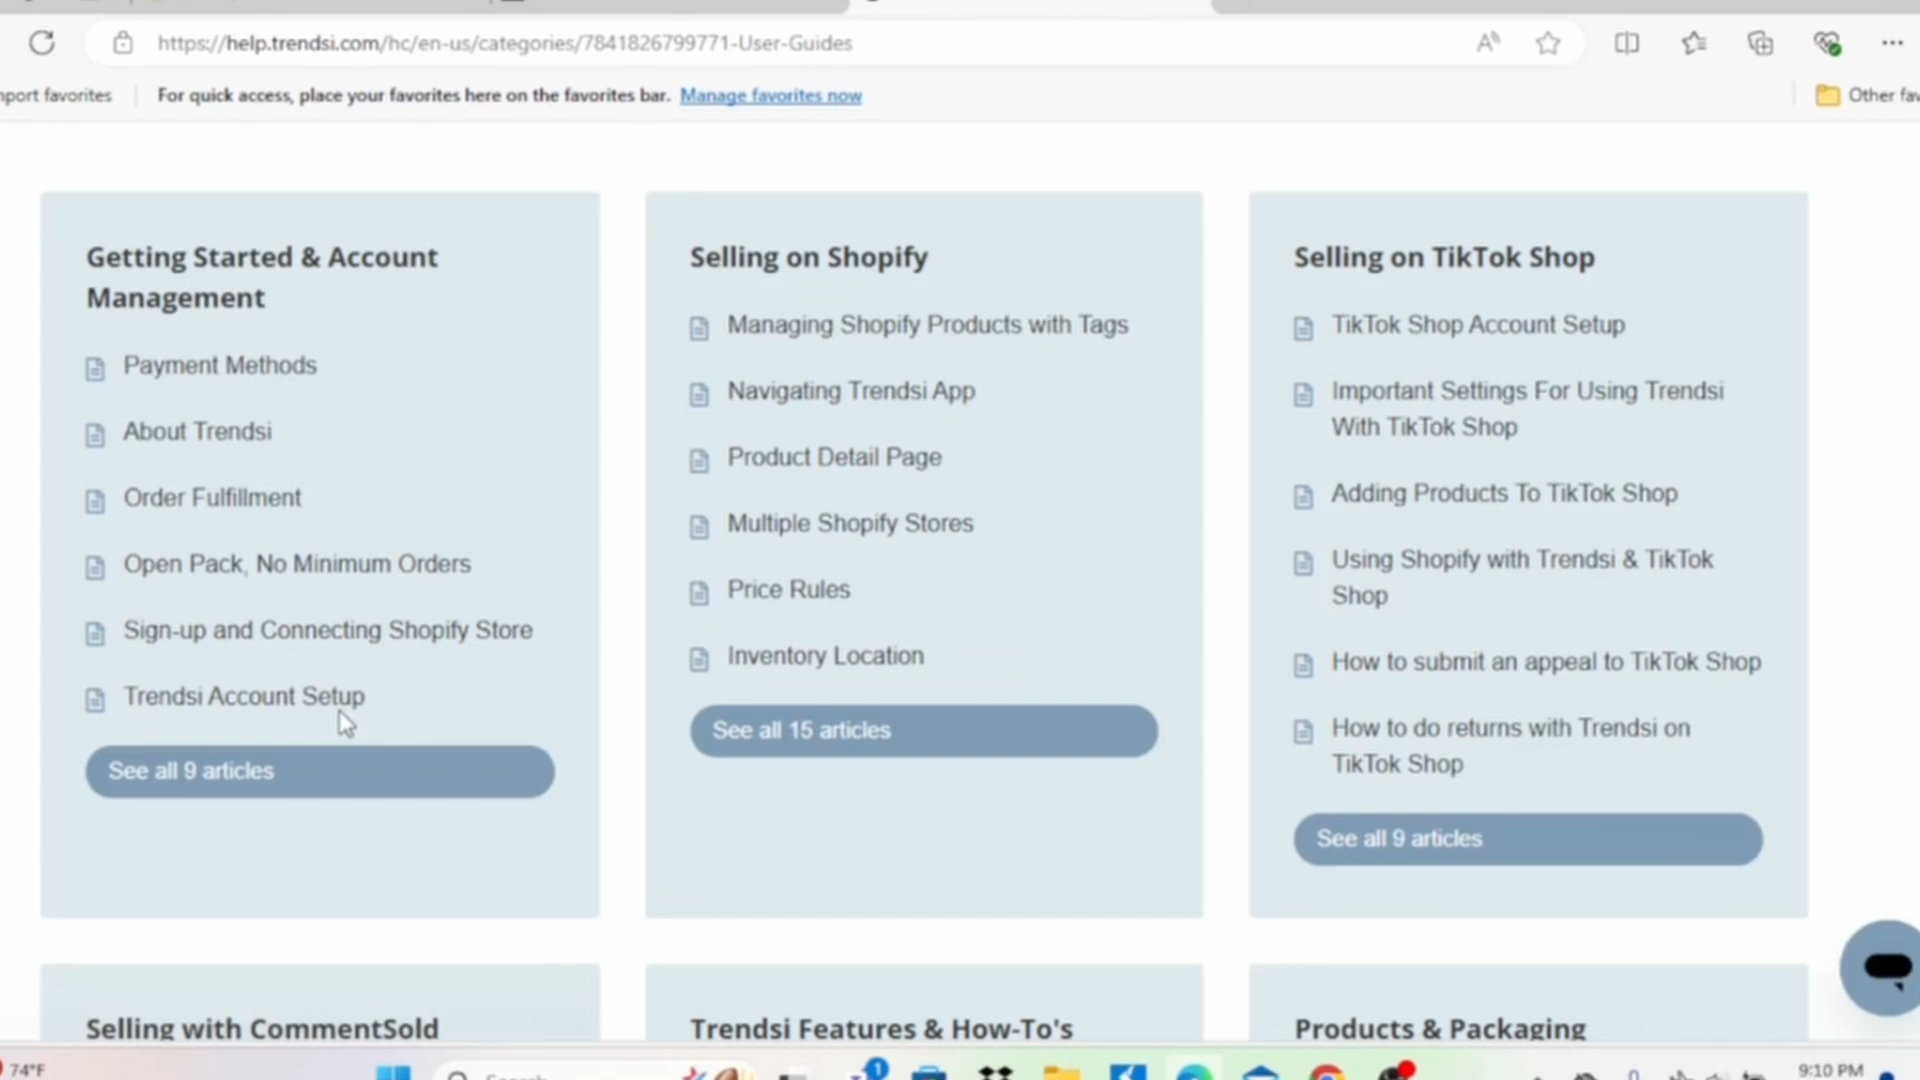 https://help.trendsi.com/hc/en-us/categories/7841826799771-User-Guides
port favorites
For quick access, place your favorites here on the favorites bar. Manage favorites now
Other fav
Getting Started & Account
Management
Payment Methods
About Trendsi
Order Fulfillment
Open Pack, No Minimum Orders
Sign-up and Connecting Shopify Store
Trendsi Account Setup
See all 9 articles
Selling on Shopify
Managing Shopify Products with Tags
Navigating Trendsi App
Product Detail Page
Multiple Shopify Stores
Price Rules
Inventory Location
See all 15 articles
Selling on TikTok Shop
TikTok Shop Account Setup
Important Settings For Using Trendsi
With TikTok Shop
Adding Products To TikTok Shop
Using Shopify with Trendsi & TikTok
Shop
How to submit an appeal to TikTok Shop
How to do returns with Trendsi on
TikTok Shop
See all 9 articles
Selling with CommentSold
Trendsi Features & How-To's
Products & Packaging
74°F
Search
1
9:10 PM